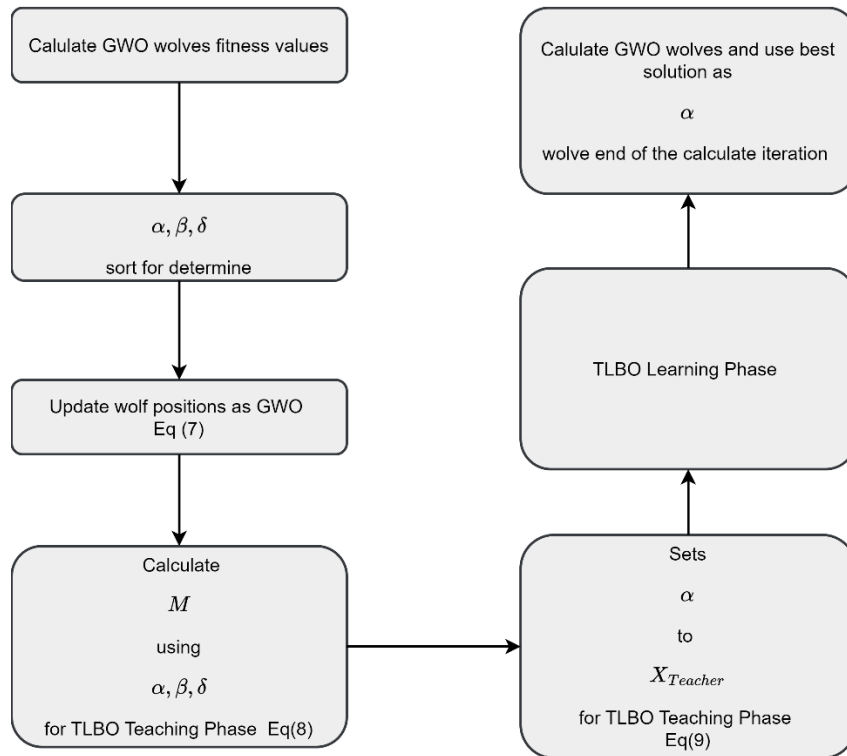 Calulate GWO wolves fitness values
α, β, δ
sort for determine
Update wolf positions as GWO
Eq (7)
Calculate
M
using
α, β, δ
for TLBO Teaching Phase Eq(8)
Sets
α
to
X_Teacher
for TLBO Teaching Phase
Eq(9)
TLBO Learning Phase
Calulate GWO wolves and use best
solution as
α
wolve end of the calculate iteration